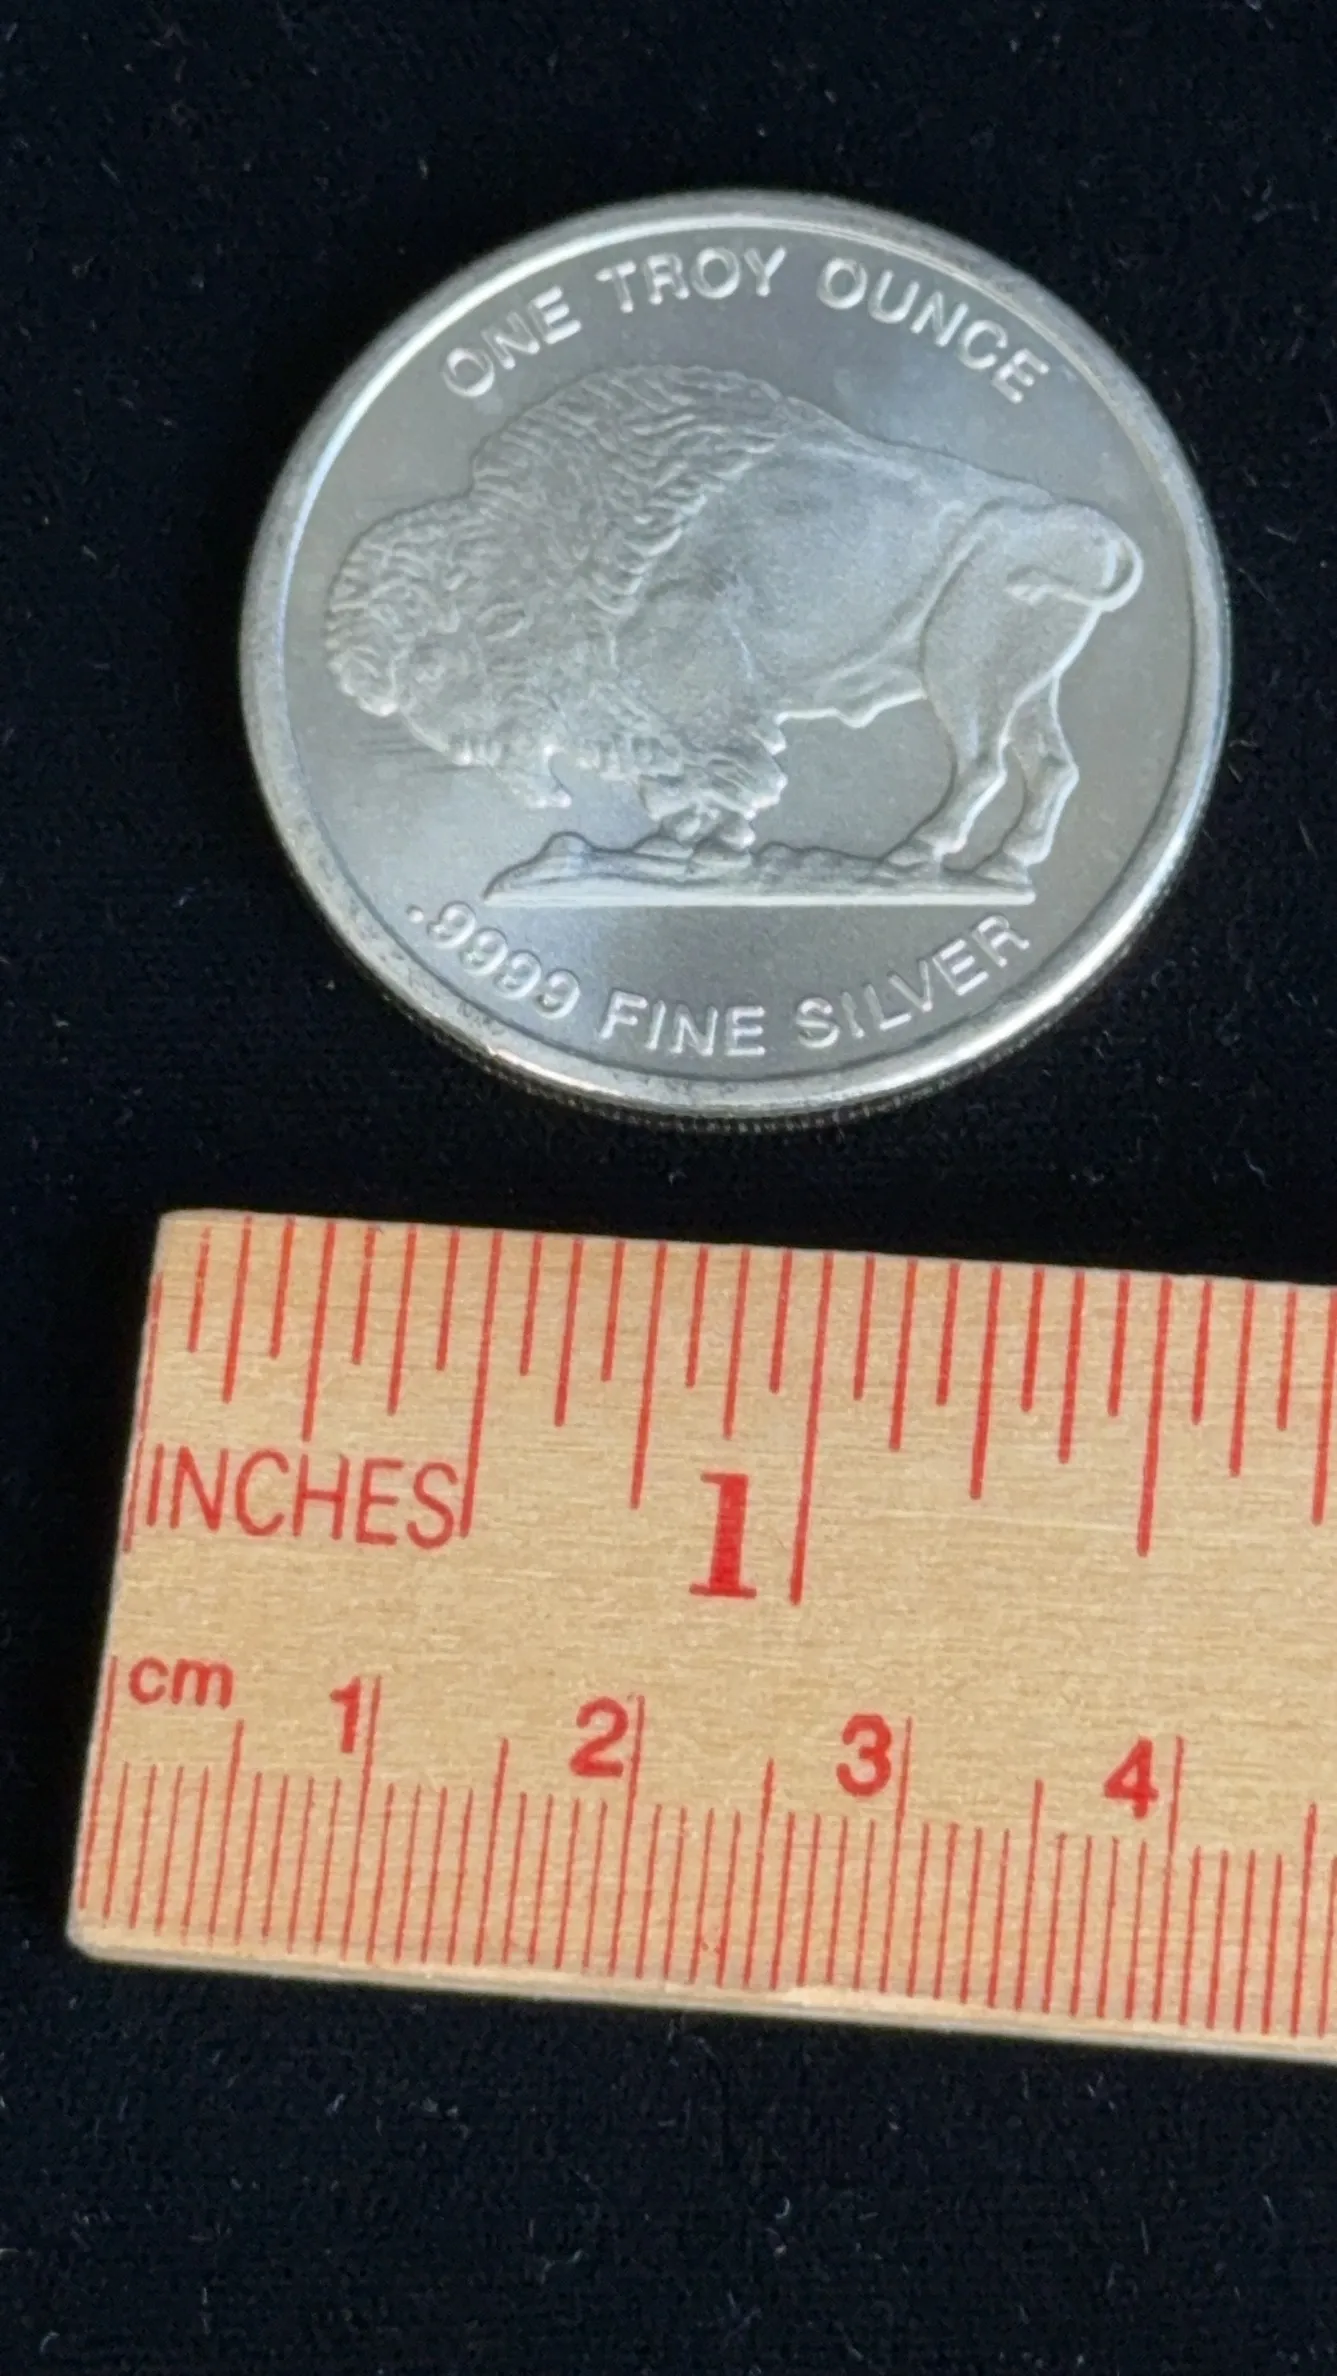 ONE TROY OUNCE
.9999 FINE SILVER
INCHES 1
cm 1 2 3 4